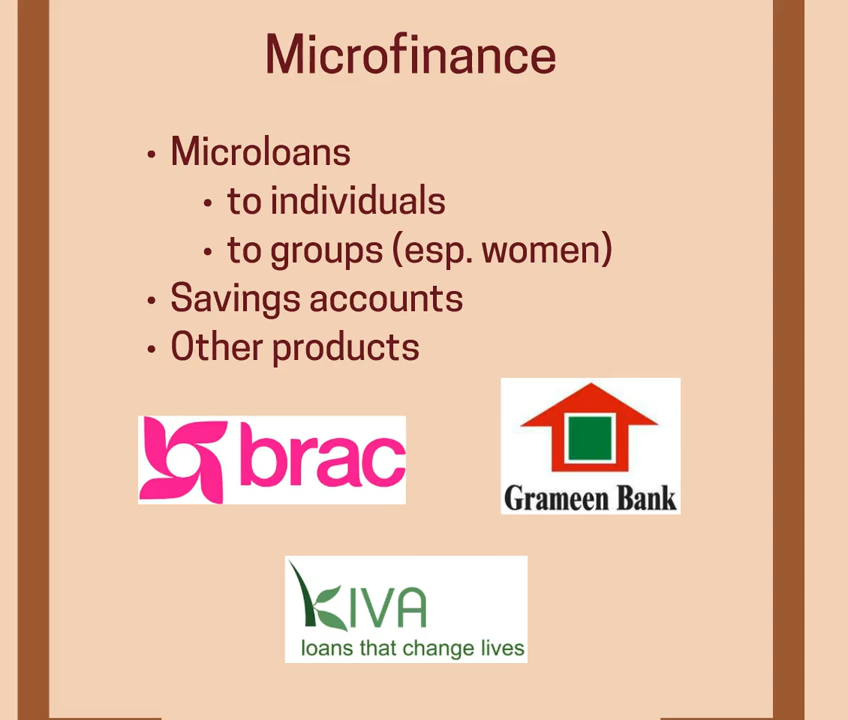 Microfinance
• Microloans
• to individuals
• to groups (esp. women)
• Savings accounts
• Other products
brac
Grameen Bank
KIVA
loans that change lives